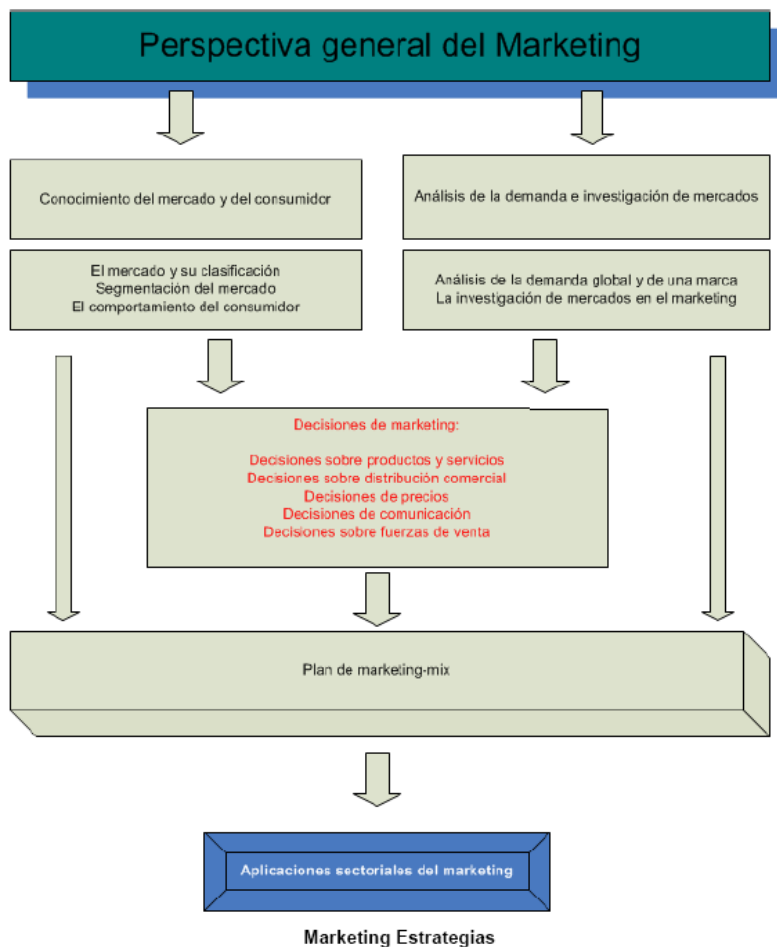 Perspectiva general del Marketing
Conocimiento del mercado y del consumidor
Análisis de la demanda e investigación de mercados
El mercado y su clasificación
Segmentación del mercado
El comportamiento del consumidor
Análisis de la demanda global y de una marca
La investigación de mercados en el marketing
Decisiones de marketing:
Decisiones sobre productos y servicios
Decisiones sobre distribución comercial
Decisiones de precios
Decisiones de comunicación
Decisiones sobre fuerzas de venta
Plan de marketing-mix
Aplicaciones sectoriales del marketing
Marketing Estrategias